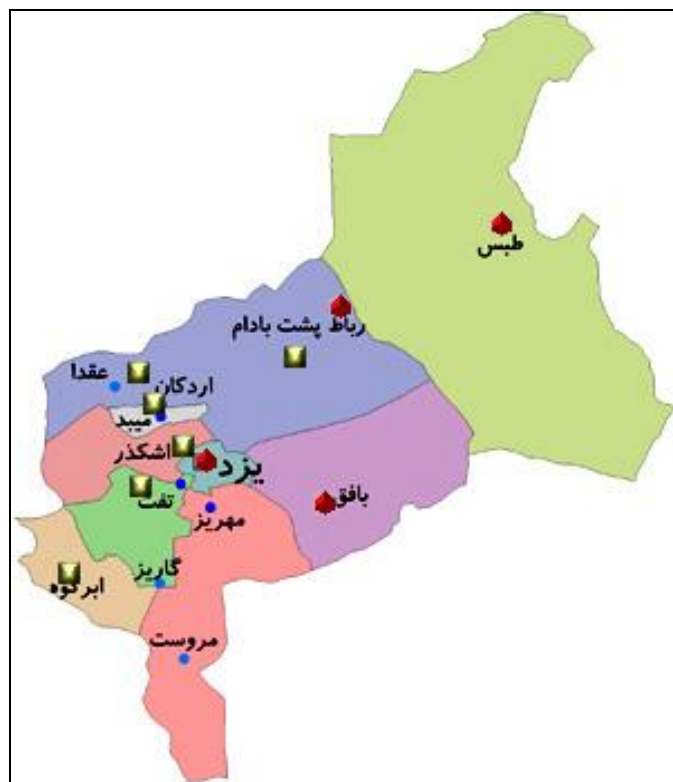 طبس
رباط پشت بادام
عقدا
اردکان
میبد
اشکذر
یزد
تفت
بافق
مهریز
ابرکوه
گاریز
مروست